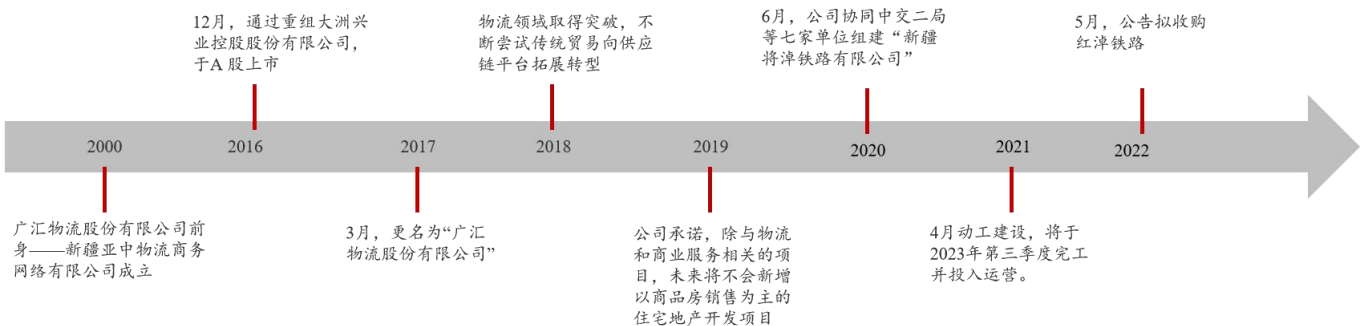 12月，通过重组大洲兴
业控股股份有限公司，
于A 股上市
物流领域取得突破，不
断尝试传统贸易向供应
链平台拓展转型
6月，公司协同中交二局
等七家单位组建“新疆
将淖铁路有限公司”
5月，公告拟收购
红淖铁路
2000
2016
2017
2018
2019
2020
2021
2022
广汇物流股份有限公司前
身——新疆亚中物流商务
网络有限公司成立
3月，更名为“广汇
物流股份有限公司”
公司承诺，除与物流
和商业服务相关的项
目，未来将不会新增
以商品房销售为主的
住宅地产开发项目
4月动工建设，将于
2023年第三季度完工
并投入运营。